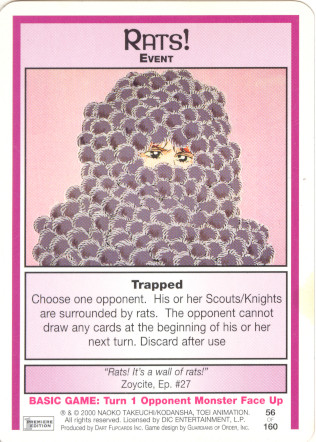 RATS!
EVENT
Trapped
Choose one opponent. His or her Scouts/Knights
are surrounded by rats. The opponent cannot
draw any cards at the beginning of his or her
next turn. Discard after use
"Rats! It's a wall of rats!"
Zoycite, Ep. #27
BASIC GAME: Turn 1 Opponent Monster Face Up
PREMIERE
EDITION
® & © 2000 NAOKO TAKEUCHI/KODANSHA, TOEI ANIMATION.
All rights reserved. Licensed by DIC ENTERTAINMENT, L.P.
PRODUCED BY DART FLIPCARDS INC. GAME DESIGN BY GUARDIANS OF ORDER, INC.
56
OF
160